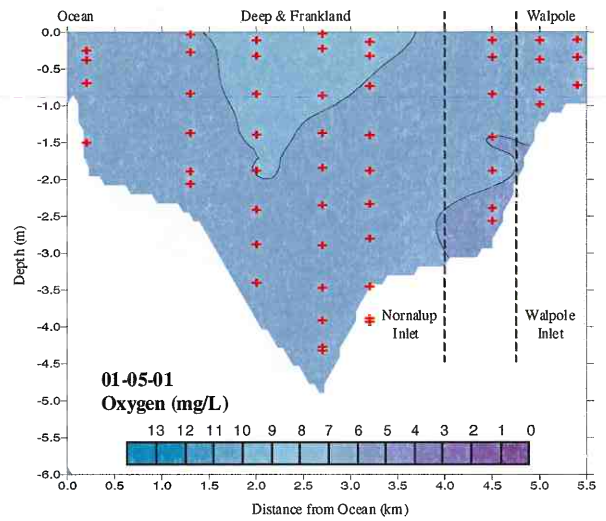 Ocean Deep & Frankland Walpole
0.0
-0.5
-1.0
-1.5
-2.0
-2.5
-3.0
-3.5
-4.0
-4.5
-5.0
-5.5
-6.0
Depth (m)
Nornalup Inlet
Walpole Inlet
01-05-01
Oxygen (mg/L)
13 12 11 10 9 8 7 6 5 4 3 2 1 0
0.0 0.5 1.0 1.5 2.0 2.5 3.0 3.5 4.0 4.5 5.0 5.5
Distance from Ocean (km)